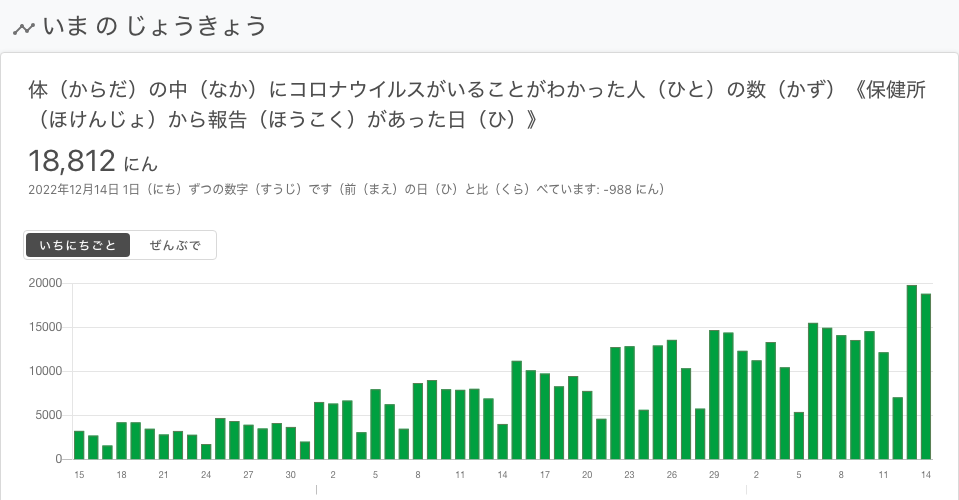 いま の じょうきょう
体（からだ）の中（なか）にコロナウイルスがいることがわかった人（ひと）の数（かず）《保健所
（ほけんじょ）から報告（ほうこく）があった日（ひ）》
18,812 にん
2022年12月14日 1日（にち）ずつの数字（すうじ）です（前（まえ）の日（ひ）と比（くら）べています: -988 にん）
いちにちごと ぜんぶで
20000
15000
10000
5000
0
15 18 21 24 27 30 2 5 8 11 14 17 20 23 26 29 2 5 8 11 14